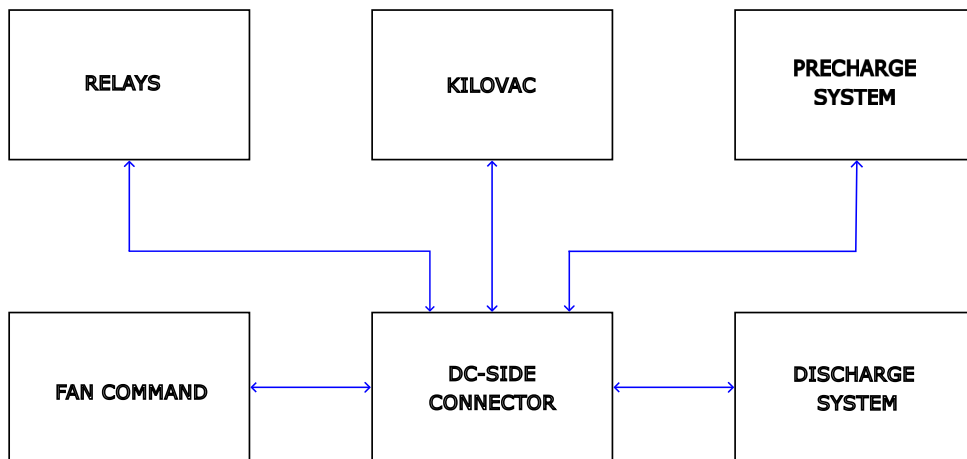 RELAYS
KILOVAC
PRECHARGE
SYSTEM
FAN COMMAND
DC-SIDE
CONNECTOR
DISCHARGE
SYSTEM